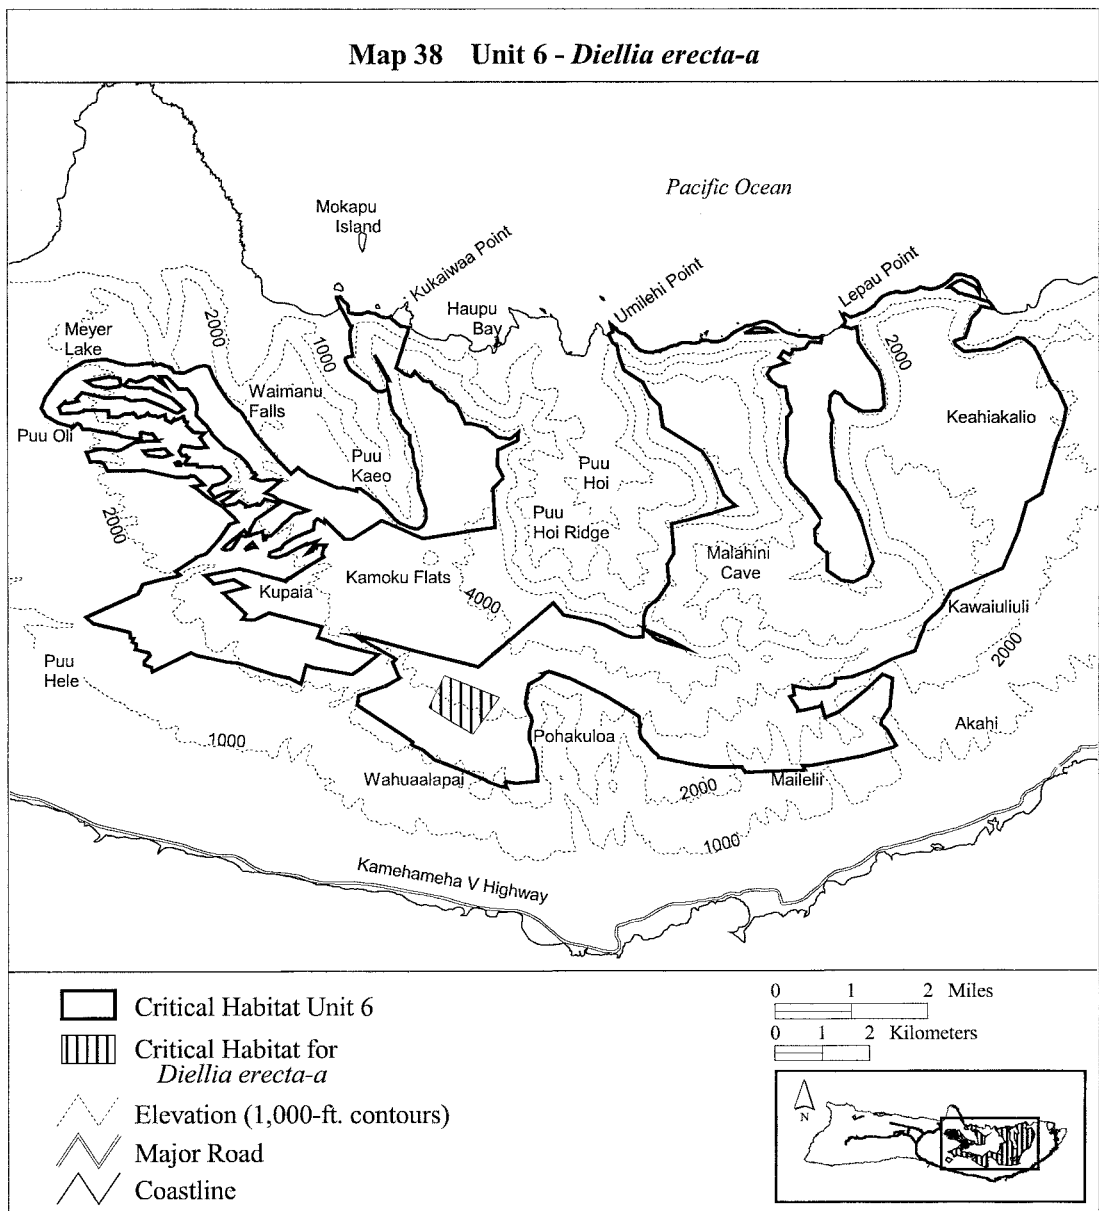 Map 38 Unit 6 - Diellia erecta-a
Pacific Ocean
Mokapu
Island
Kukaiwaa Point
Haupu
Bay
Umilehi Point
Lepau Point
Meyer
Lake
2000
1000
2000
Waimanu
Falls
Keahiakalio
Puu Oli
Puu
Kaeo
Puu
Hoi
Puu
Hoi Ridge
2000
Malahini
Cave
Kamoku Flats
Kupaia
4000
Kawaiuliuli
2000
Puu
Hele
1000
Pohakuloa
Akahi
Wahuaalapai
2000
Mailelii
1000
Kamehameha V Highway
Critical Habitat Unit 6
Critical Habitat for
Diellia erecta-a
Elevation (1,000-ft. contours)
Major Road
Coastline
0 1 2 Miles
0 1 2 Kilometers
N